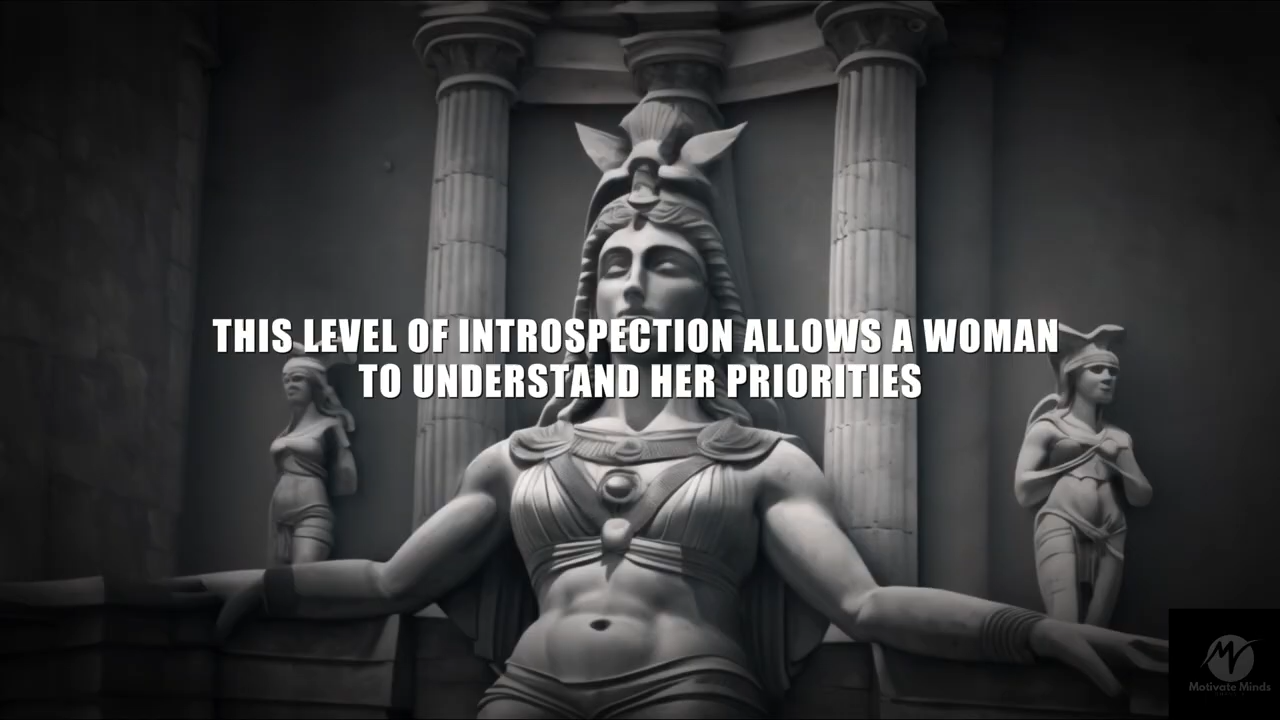 THIS LEVEL OF INTROSPECTION ALLOWS A WOMAN
TO UNDERSTAND HER PRIORITIES
Motivate Minds